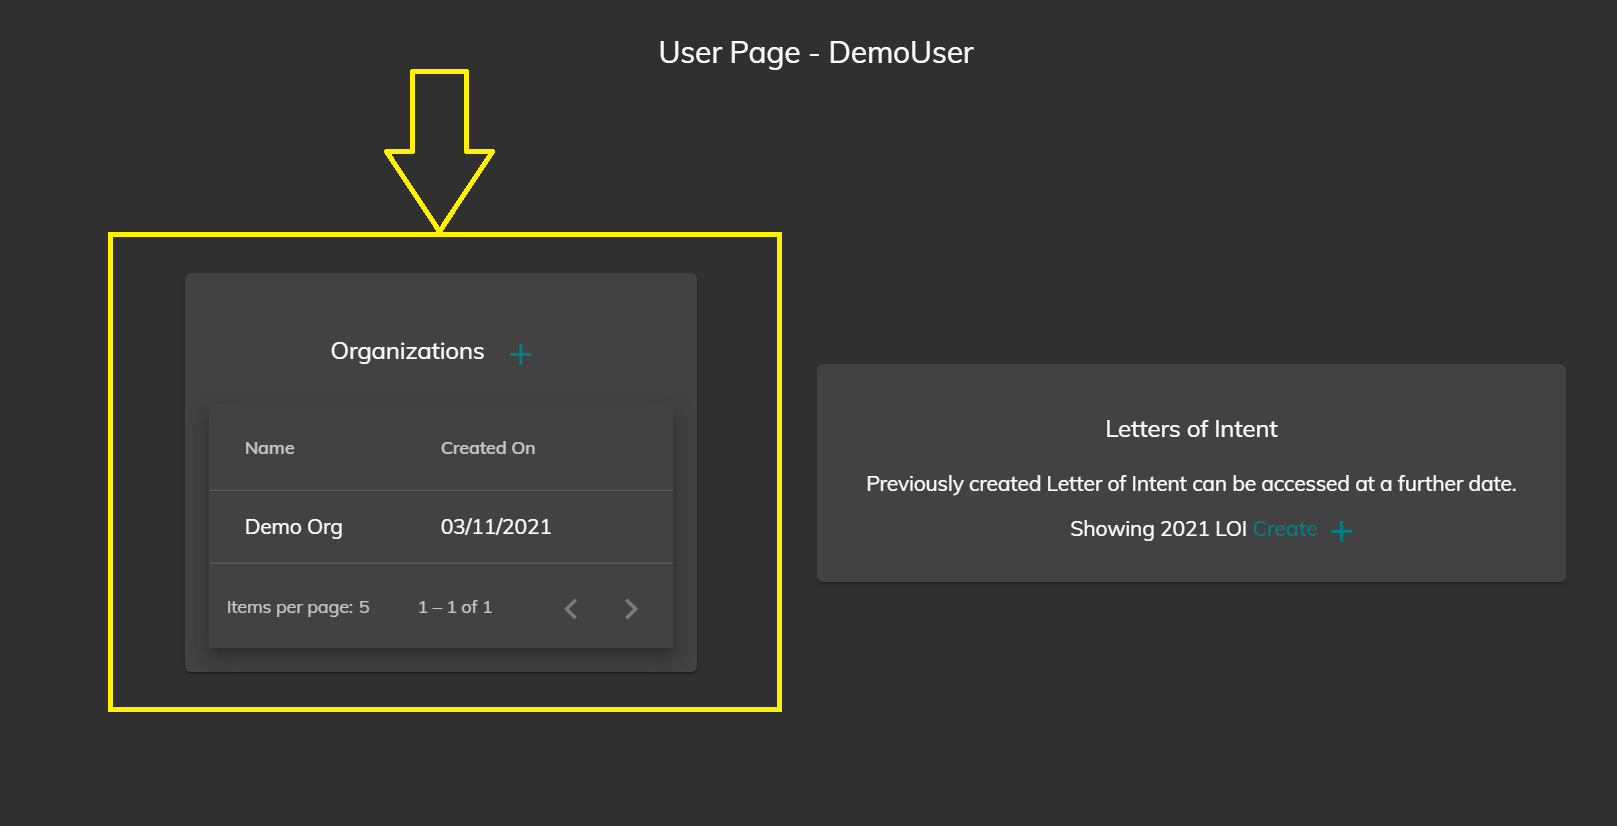 User Page - DemoUser
Organizations +
Name Created On
Demo Org 03/11/2021
Items per page: 5 1 – 1 of 1
Letters of Intent
Previously created Letter of Intent can be accessed at a further date.
Showing 2021 LOI Create +